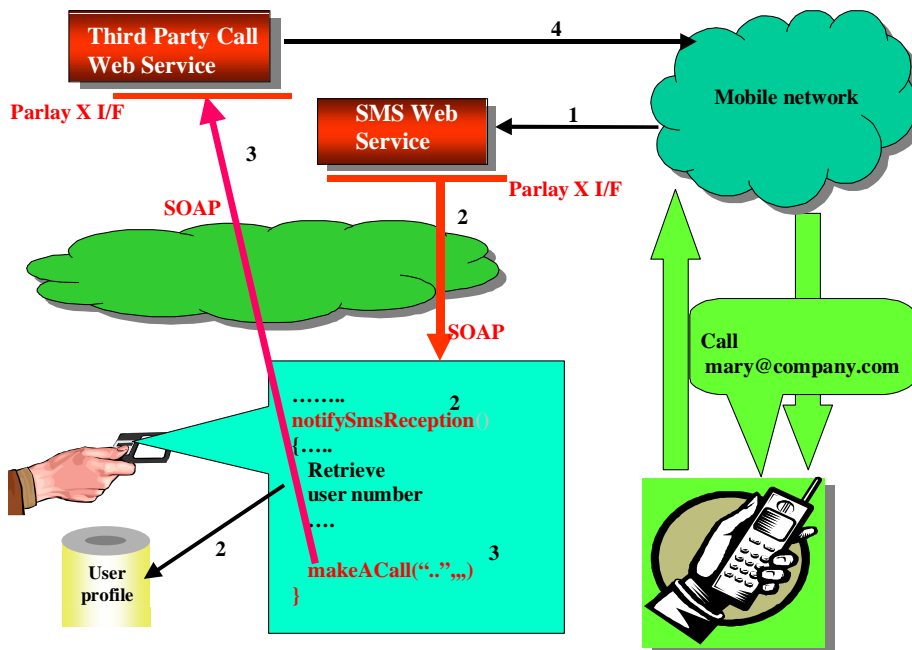 Third Party Call
Web Service
4
Parlay X I/F
SMS Web
Service
1
Mobile network
3
Parlay X I/F
SOAP
2
SOAP
Call
mary@company.com
……..
2
notifySmsReception()
{…..
Retrieve
user number
….
2
3
makeACall(“..”,,,)
}
User
profile